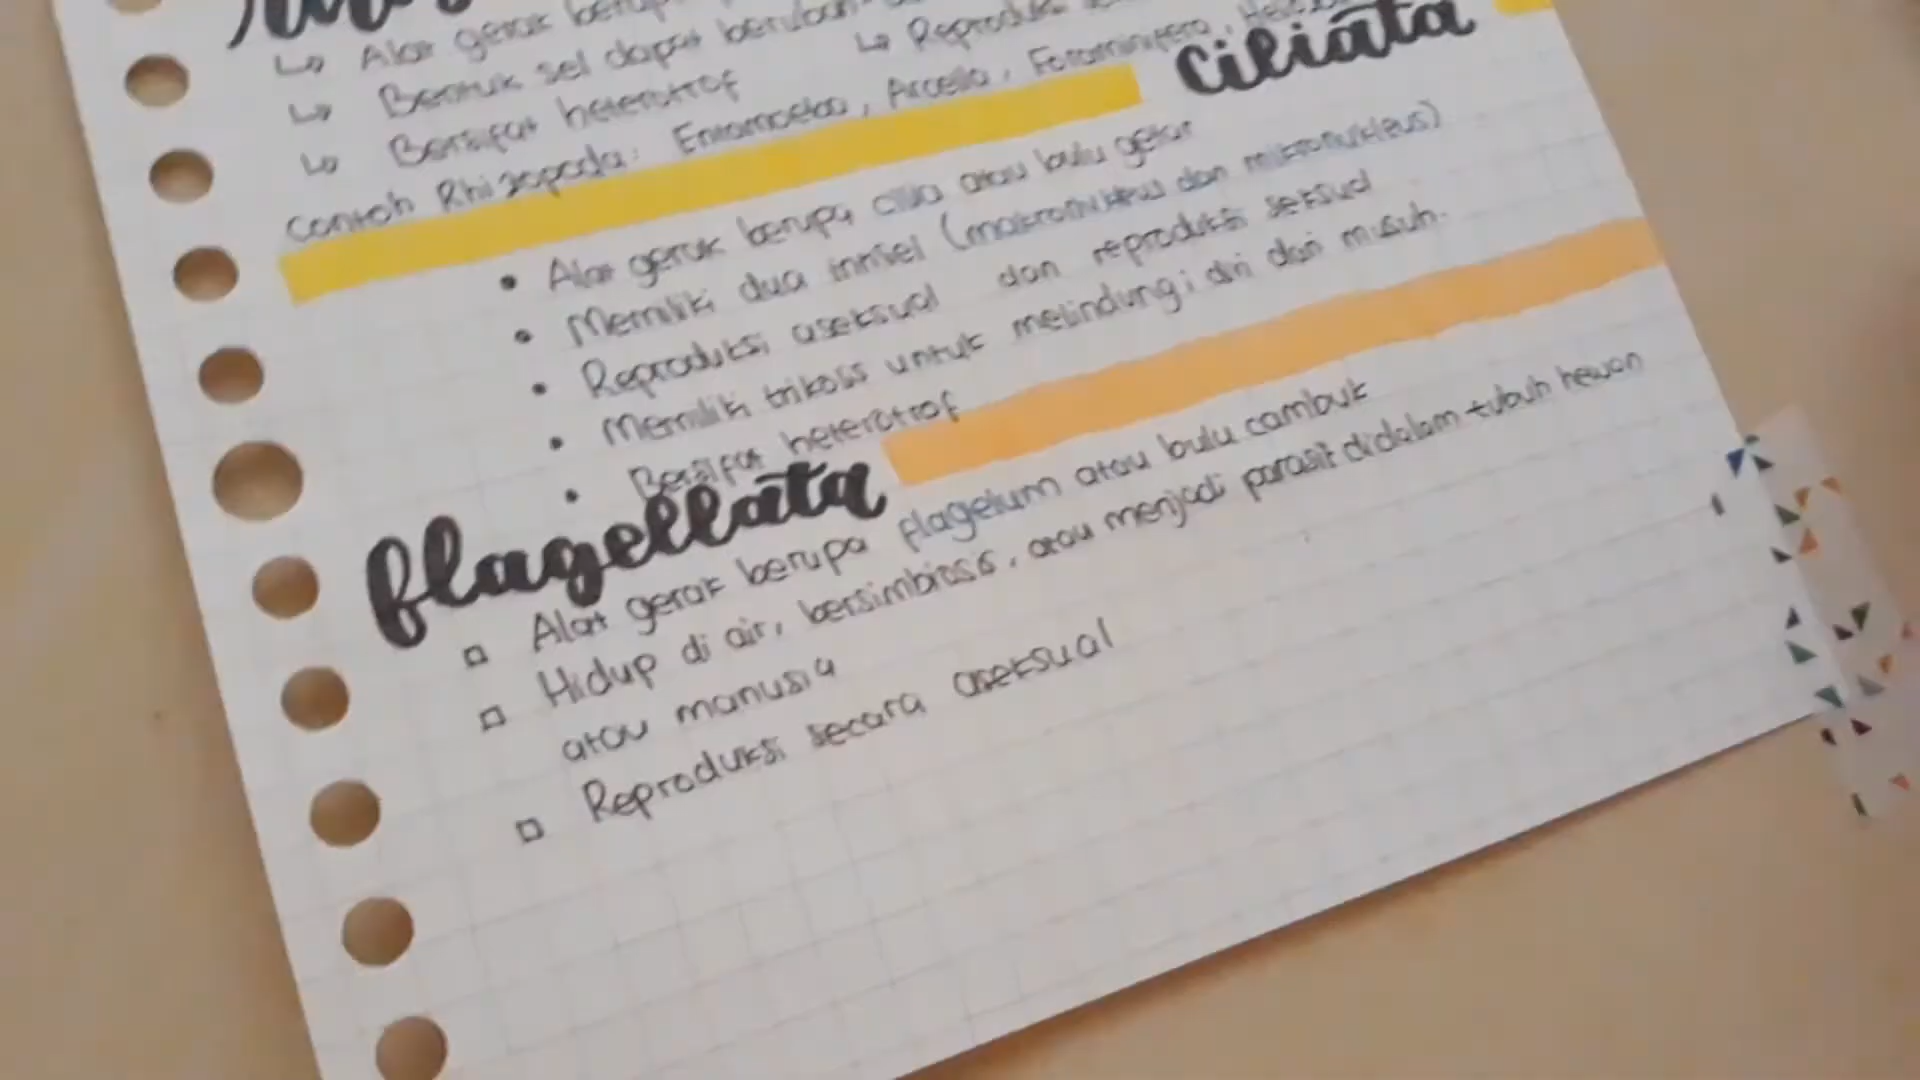 ↳ Alat gerak berupa
↳ Bentuk sel dapat berubah
↳ Reproduksi
↳ Bersifat heterotrof
Contoh Rhizopoda: Entamoeba, Arcella, Foraminifera,
Ciliata
• Alat gerak berupa cilia atau bulu getar
• Memiliki dua inti sel (makronukleus dan mikronukleus)
• Reproduksi aseksual dan reproduksi seksual
• Memiliki trikosis untuk melindungi diri dari musuh.
• Bersifat heterotrof
flagellata
□ Alat gerak berupa flagelum atau bulu cambuk
□ Hidup di air, bersimbiosis, atau menjadi parasit didalam tubuh hewan
atau manusia
□ Reproduksi secara aseksual